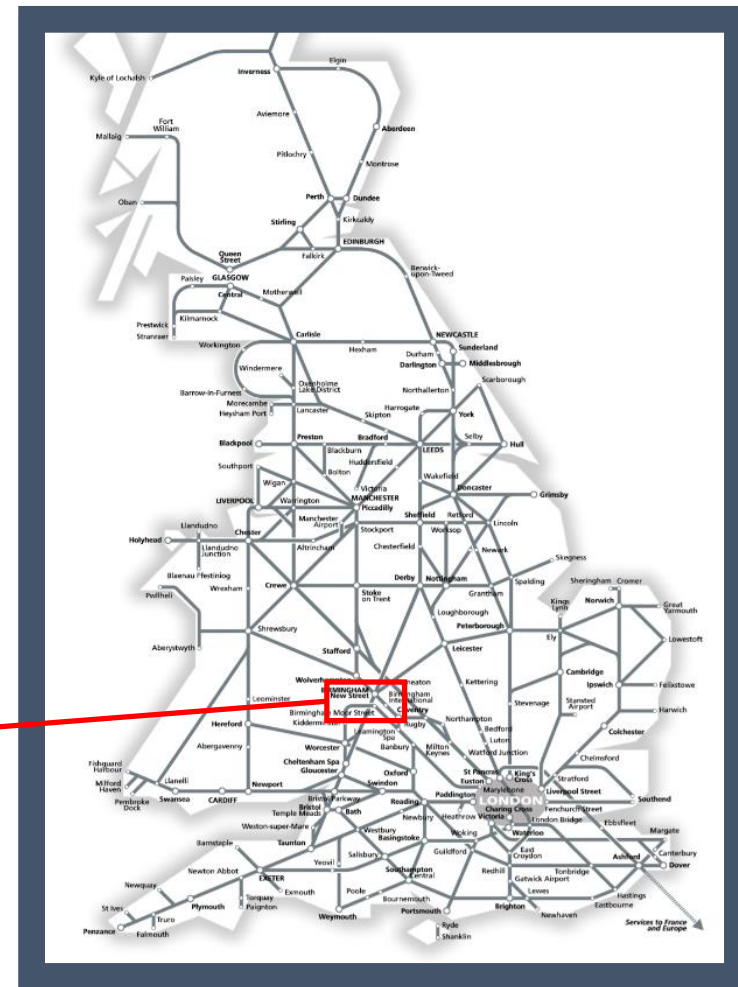 Elgin
Kyle of Lochalsh
Inverness
Aviemore
Fort
William
Aberdeen
Mallaig
Pitlochry
Montrose
Perth
Dundee
Oban
Kirkcaldy
Stirling
EDINBURGH
Queen
Street
Falkirk
Berwick-
upon-Tweed
Paisley
GLASGOW
Central
Motherwell
Kilmarnock
Prestwick
Stranraer
Carlisle
NEWCASTLE
Workington
Hexham
Sunderland
Durham
Darlington
Middlesbrough
Windermere
Scarborough
Oxenholme
Lake District
Northallerton
Barrow-in-Furness
Morecambe
Heysham Port
Lancaster
Harrogate
Skipton
York
Blackpool
Preston
Bradford
Selby
Blackburn
LEEDS
Hull
Southport
Huddersfield
Bolton
Wakefield
Wigan
Victoria
Doncaster
Grimsby
LIVERPOOL
Warrington
MANCHESTER
Piccadilly
Manchester
Airport
Sheffield
Retford
Lincoln
Llandudno
Stockport
Worksop
Holyhead
Chester
Llandudno
Junction
Altrincham
Chesterfield
Newark
Skegness
Blaenau Ffestiniog
Crewe
Derby
Nottingham
Spalding
Sheringham
Cromer
Pwllheli
Wrexham
Stoke
on Trent
Grantham
Kings
Lynn
Norwich
Great
Yarmouth
Loughborough
Shrewsbury
Peterborough
Ely
Lowestoft
Aberystwyth
Stafford
Leicester
Cambridge
Wolverhampton
Kettering
Ipswich
Felixstowe
BIRMINGHAM
New Street
Birmingham
International
Leominster
Stevenage
Stansted
Airport
Harwich
Birmingham Moor Street
Coventry
Hereford
Rugby
Northampton
Colchester
Leamington
Spa
Bedford
Abergavenny
Worcester
Banbury
Milton
Keynes
Luton
Watford Junction
Chelmsford
Fishguard
Harbour
Cheltenham Spa
Gloucester
Oxford
St Pancras
Euston
King's
Cross
Stratford
Milford
Haven
Llanelli
Newport
Swindon
Marylebone
Liverpool Street
Pembroke
Dock
Swansea
CARDIFF
Bristol Parkway
Reading
Paddington
LONDON
Southend
Bristol
Temple Meads
Bath
Charing Cross
Fenchurch Street
Newbury
Heathrow
Victoria
London Bridge
Ebbsfleet
Weston-super-Mare
Westbury
Basingstoke
Woking
Waterloo
Margate
Barnstaple
Taunton
Guildford
East
Croydon
Canterbury
Salisbury
Ashford
Newton Abbot
Yeovil
Southampton
Central
Redhill
Tonbridge
Dover
EXETER
Gatwick Airport
Newquay
Exmouth
Poole
Lewes
Hastings
Torquay
Paignton
Bournemouth
Eastbourne
St Ives
Plymouth
Weymouth
Portsmouth
Brighton
Newhaven
Truro
Penzance
Falmouth
Ryde
Shanklin
Services to France
and Europe